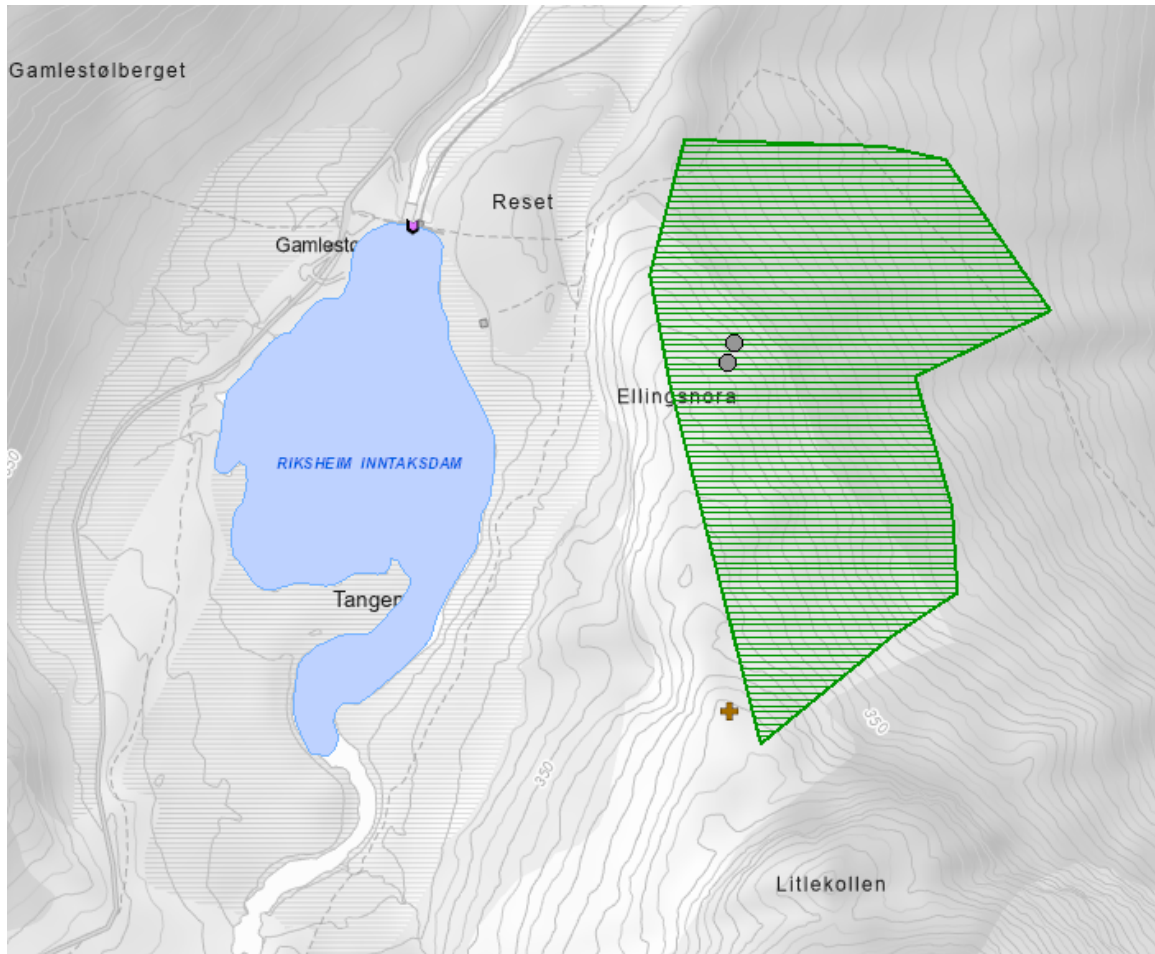 Gamlestølberget
Reset
Gamlestø
Ellingsnora
350
RIKSHEIM INNTAKSDAM
Tangen
350
350
Litlekollen